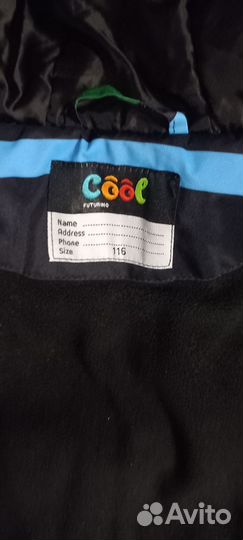 Cool
FUTURINO
Name ........................
Address ........................
Phone ........................
Size 116
Avito